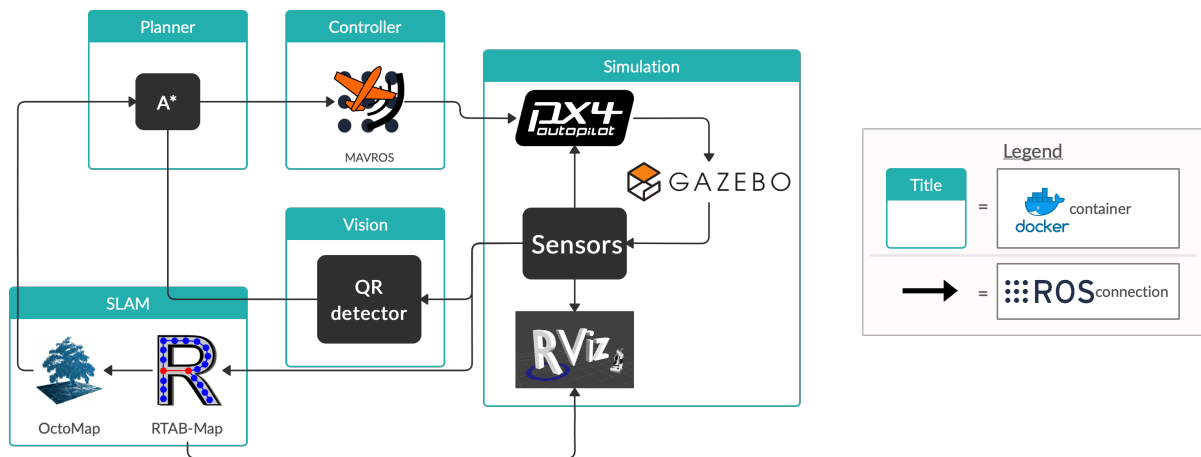 Planner
A*
Controller
MAVROS
Simulation
px4
autopilot
GAZEBO
Sensors
RViz
Vision
QR
detector
SLAM
OctoMap
R
RTAB-Map
Legend
Title
=
docker
container
=
ROS
connection